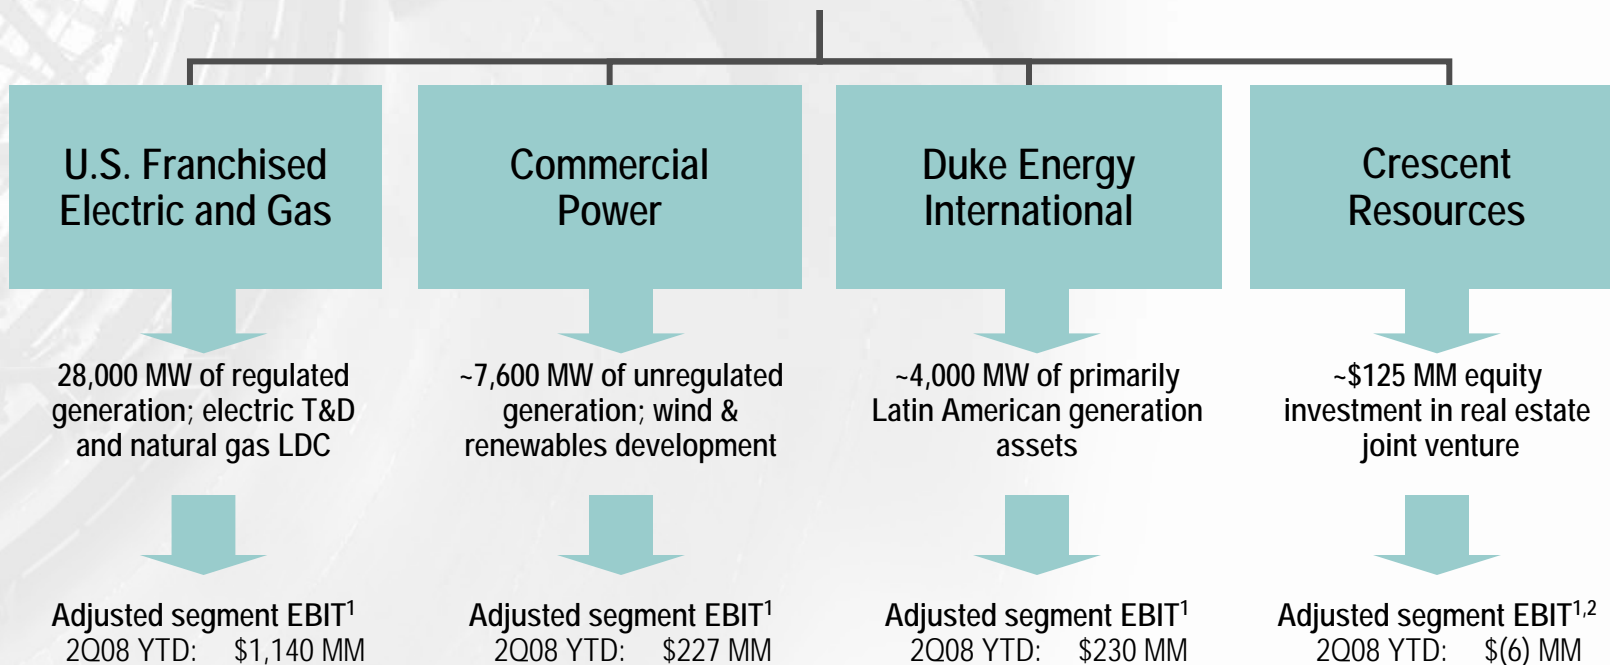 U.S. Franchised
Electric and Gas
Commercial
Power
Duke Energy
International
Crescent
Resources
28,000 MW of regulated
generation; electric T&D
and natural gas LDC
~7,600 MW of unregulated
generation; wind &
renewables development
~4,000 MW of primarily
Latin American generation
assets
~$125 MM equity
investment in real estate
joint venture
Adjusted segment EBIT1
2Q08 YTD: $1,140 MM
Adjusted segment EBIT1
2Q08 YTD: $227 MM
Adjusted segment EBIT1
2Q08 YTD: $230 MM
Adjusted segment EBIT1,2
2Q08 YTD: $(6) MM